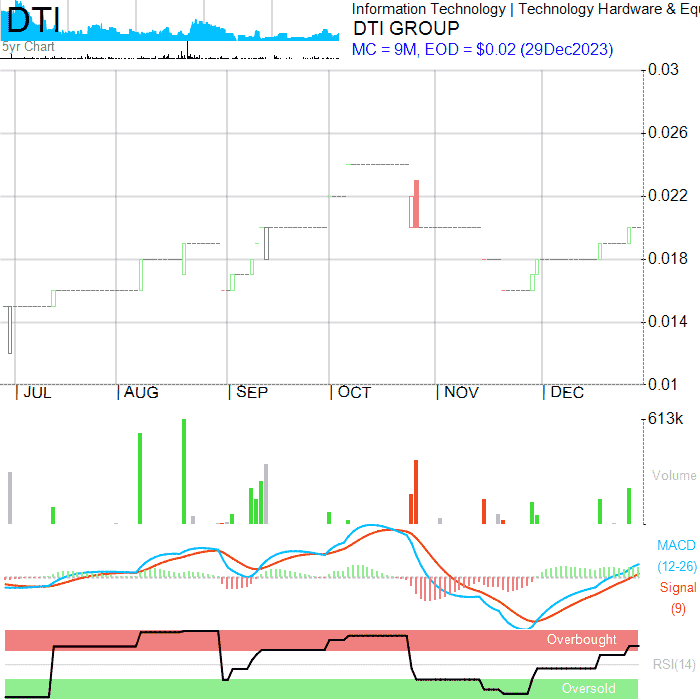 DTI
5yr Chart
Information Technology | Technology Hardware & Equ
DTI GROUP
MC = 9M, EOD = $0.02 (29Dec2023)
0.03
0.026
0.022
0.018
0.014
0.01
JUL AUG SEP OCT NOV DEC
613k
Volume
MACD
(12-26)
Signal
(9)
Overbought
RSI(14)
Oversold